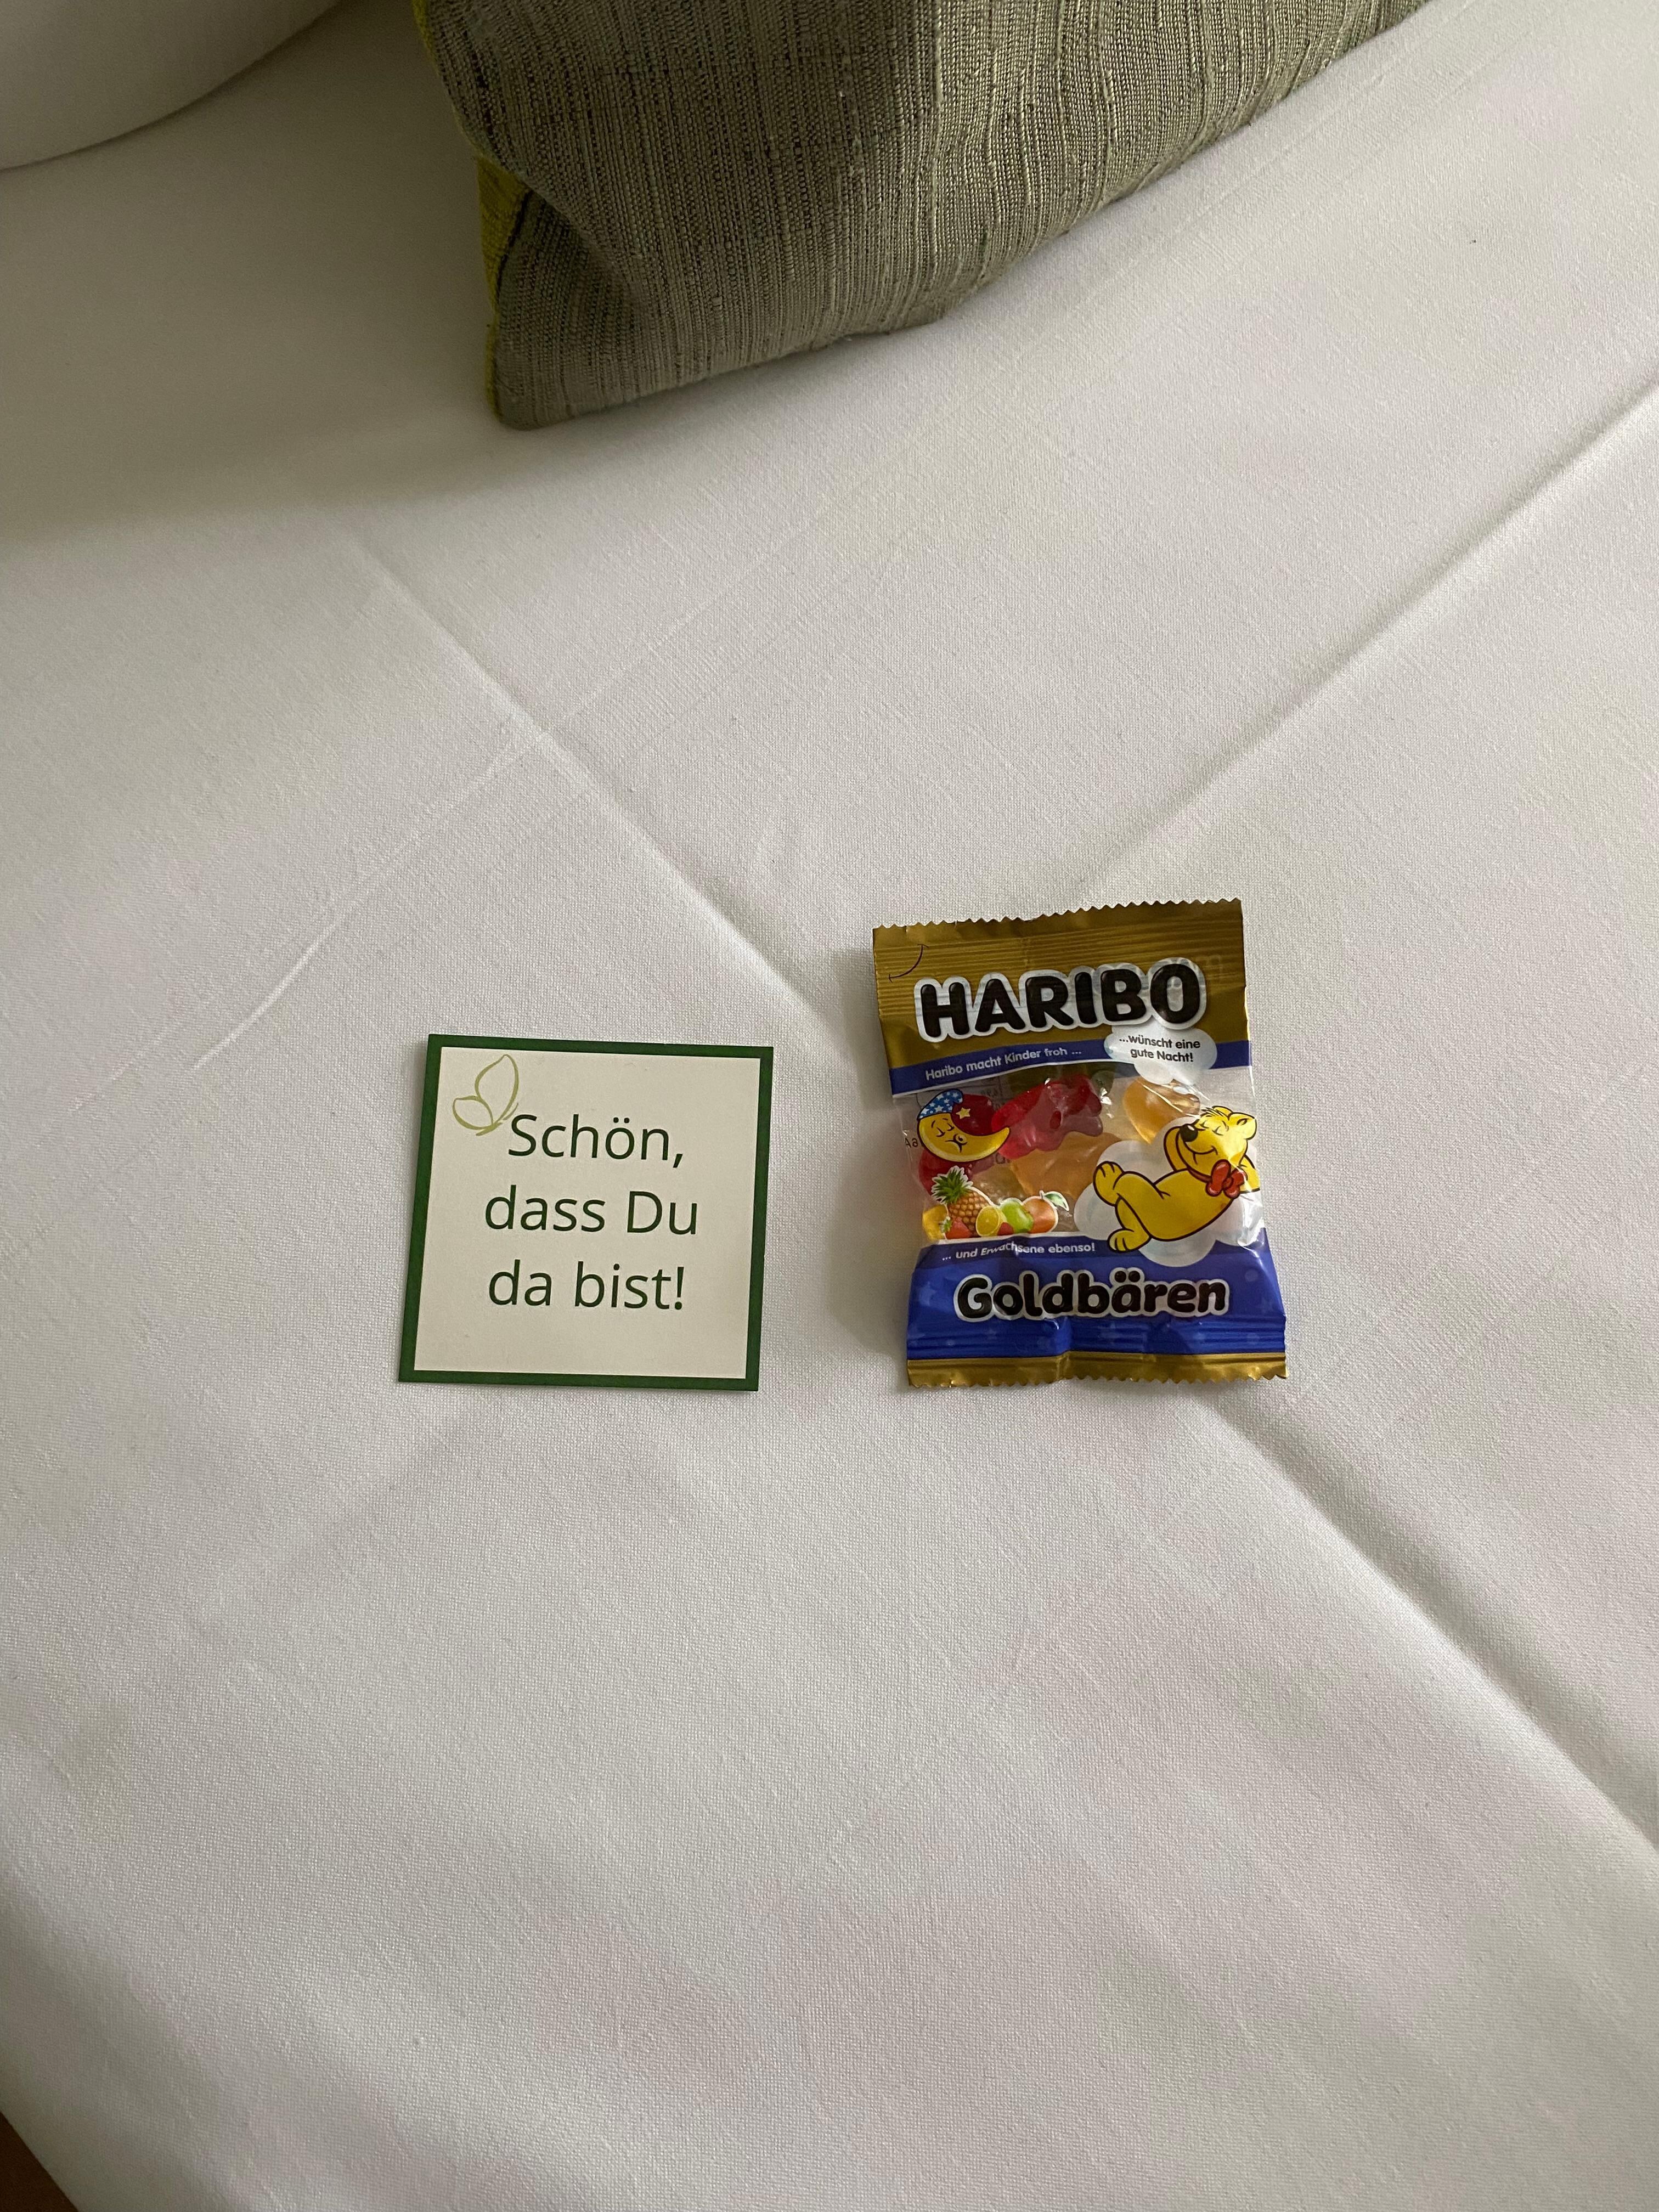 Schön,
dass Du
da bist!
HARIBO
Haribo macht Kinder froh ...
...wünscht eine
gute Nacht!
... und Erwachsene ebenso!
Goldbären